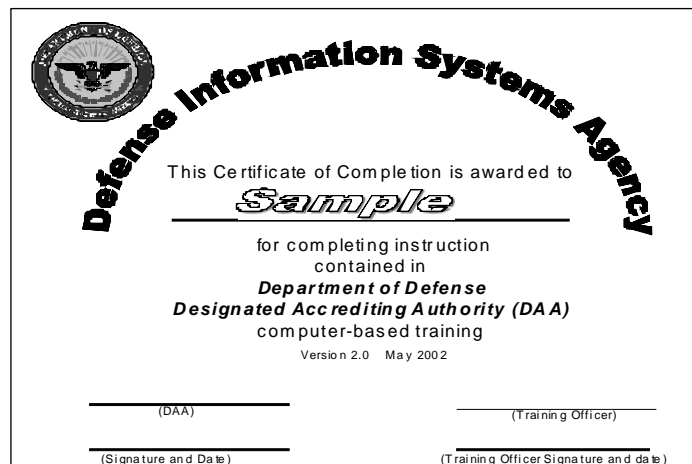 Defense Information Systems Agency
This Certificate of Completion is awarded to
Sample
for completing instruction
contained in
Department of Defense
Designated Accrediting Authority (DAA)
computer-based training
Version 2.0 May 2002
(DAA)
(Training Officer)
(Signature and Date)
(Training Officer Signature and date)